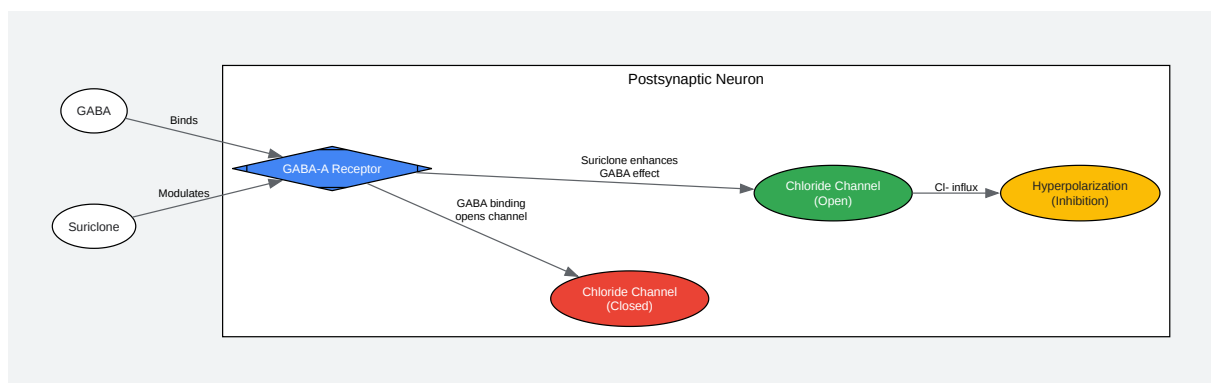 Postsynaptic Neuron
GABA
Binds
GABA-A Receptor
Suriclone enhances
GABA effect
Chloride Channel
(Open)
Cl- influx
Hyperpolarization
(Inhibition)
Modulates
Suriclone
GABA binding
opens channel
Chloride Channel
(Closed)